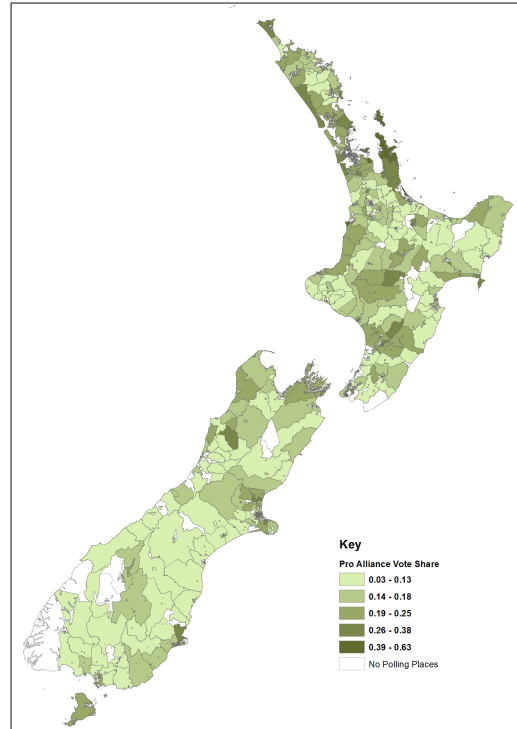 Key
Pro Alliance Vote Share
0.03 - 0.13
0.14 - 0.18
0.19 - 0.25
0.26 - 0.38
0.39 - 0.63
No Polling Places